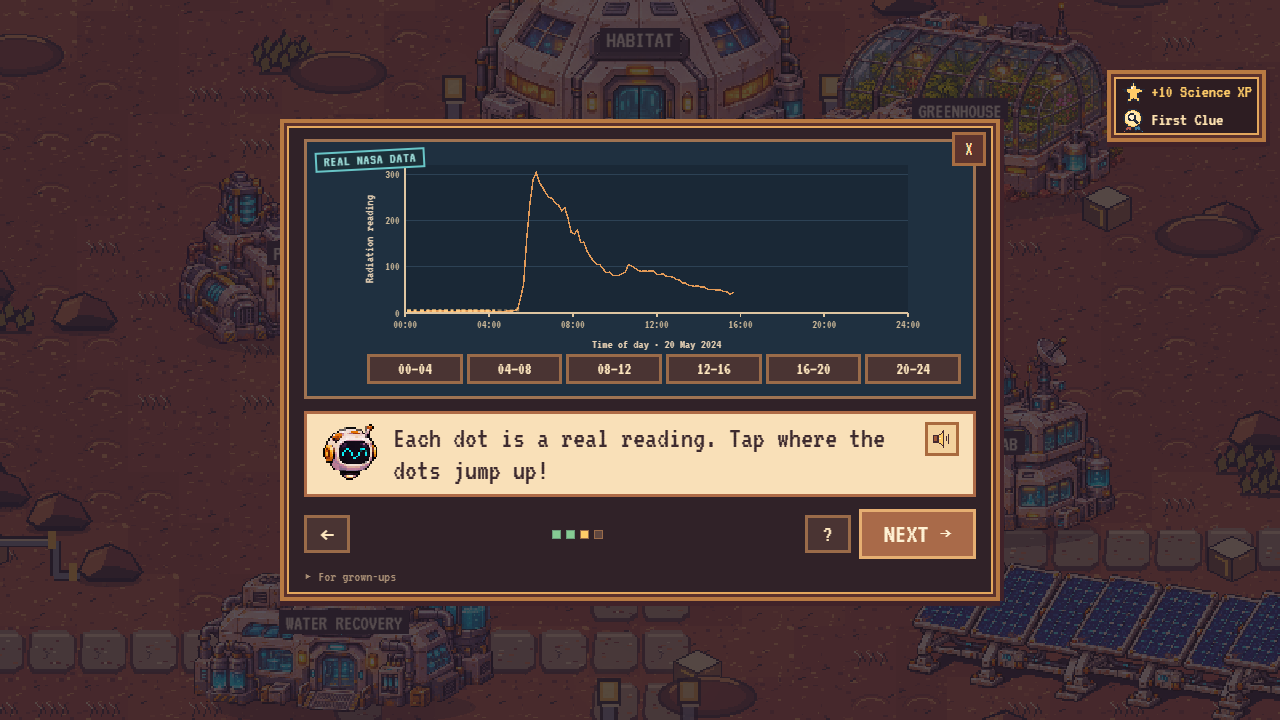 HABITAT
GREENHOUSE
+10 Science XP
First Clue
REAL NASA DATA
X
300
200
100
0
Radiation reading
00:00 04:00 08:00 12:00 16:00 20:00 24:00
Time of day · 20 May 2024
00–04 04–08 08–12 12–16 16–20 20–24
Each dot is a real reading. Tap where the
dots jump up!
← ? NEXT →
▶ For grown-ups
WATER RECOVERY